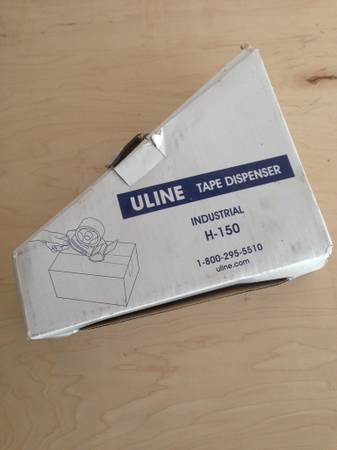 ULINE TAPE DISPENSER
INDUSTRIAL
H-150
1-800-295-5510
uline.com